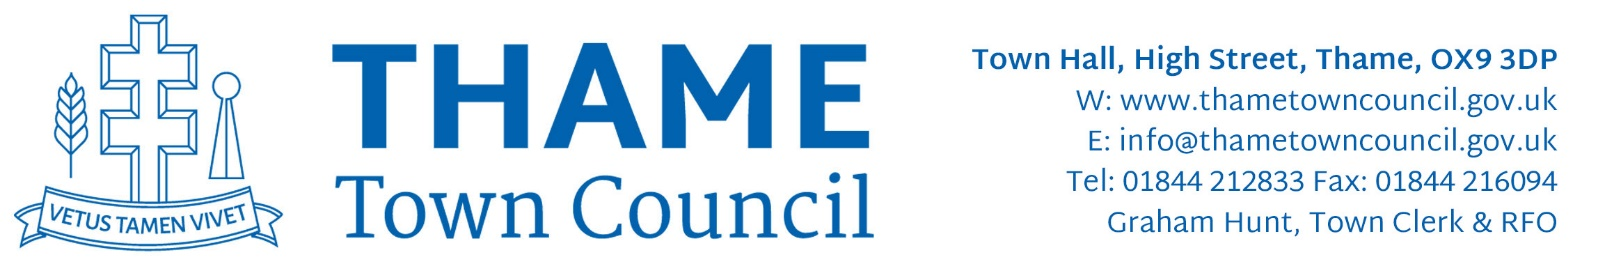 VETUS TAMEN VIVET
THAME
Town Council
Town Hall, High Street, Thame, OX9 3DP
W: www.thametowncouncil.gov.uk
E: info@thametowncouncil.gov.uk
Tel: 01844 212833 Fax: 01844 216094
Graham Hunt, Town Clerk & RFO